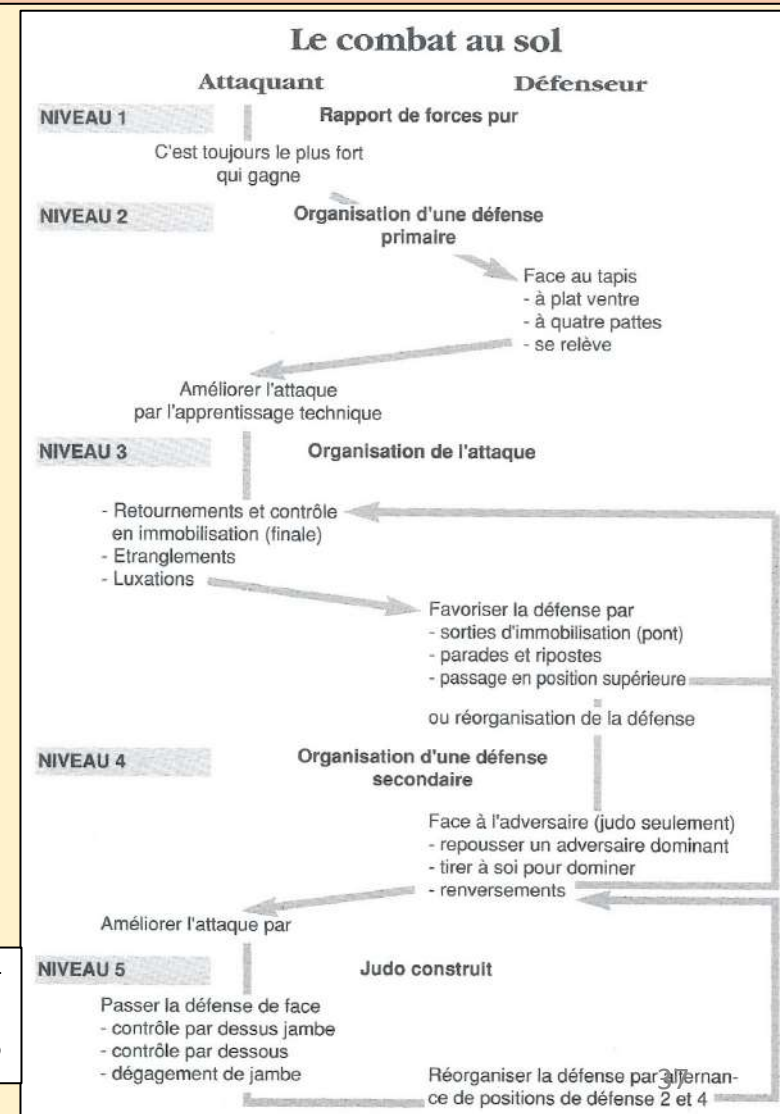 Le combat au sol
Attaquant
Défenseur
NIVEAU 1
Rapport de forces pur
C'est toujours le plus fort
qui gagne
NIVEAU 2
Organisation d'une défense
primaire
Face au tapis
- à plat ventre
- à quatre pattes
- se relève
Améliorer l'attaque
par l'apprentissage technique
NIVEAU 3
Organisation de l'attaque
- Retournements et contrôle
en immobilisation (finale)
- Etranglements
- Luxations
Favoriser la défense par
- sorties d'immobilisation (pont)
- parades et ripostes
- passage en position supérieure
ou réorganisation de la défense
NIVEAU 4
Organisation d'une défense
secondaire
Face à l'adversaire (judo seulement)
- repousser un adversaire dominant
- tirer à soi pour dominer
- renversements
Améliorer l'attaque par
NIVEAU 5
Judo construit
Passer la défense de face
- contrôle par dessus jambe
- contrôle par dessous
- dégagement de jambe
Réorganiser la défense par alternan-
ce de positions de défense 2 et 4
37